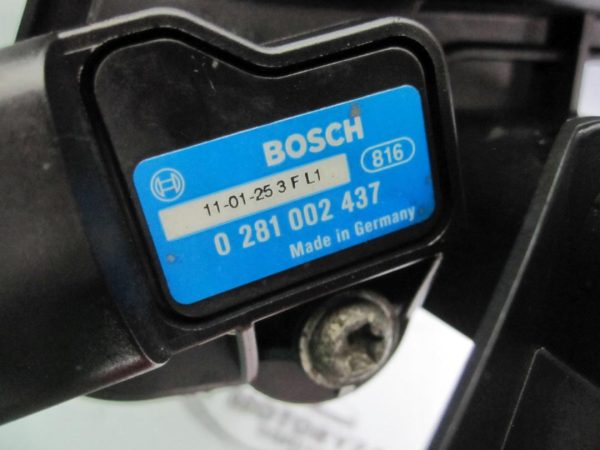 BOSCH
816
11-01-25 3 F L1
0 281 002 437
Made in Germany